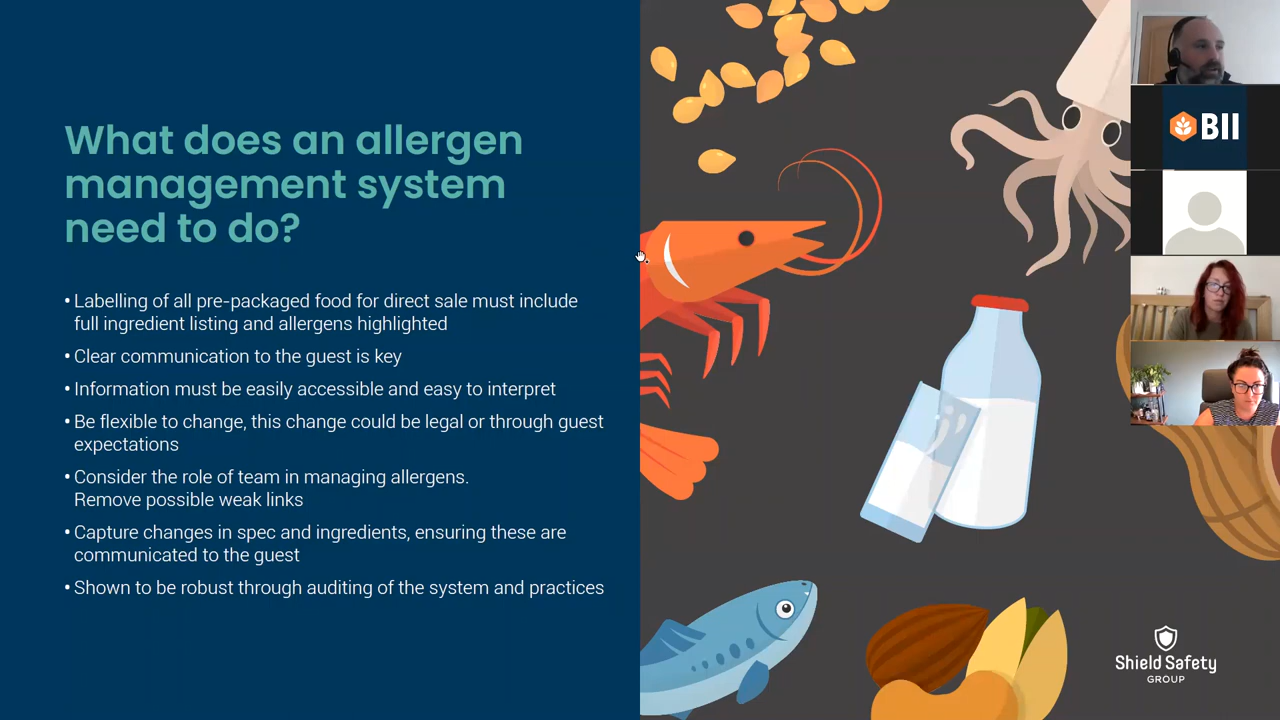 What does an allergen
management system
need to do?
• Labelling of all pre-packaged food for direct sale must include
full ingredient listing and allergens highlighted
• Clear communication to the guest is key
• Information must be easily accessible and easy to interpret
• Be flexible to change, this change could be legal or through guest
expectations
• Consider the role of team in managing allergens.
Remove possible weak links
• Capture changes in spec and ingredients, ensuring these are
communicated to the guest
• Shown to be robust through auditing of the system and practices
BII
Shield Safety
GROUP